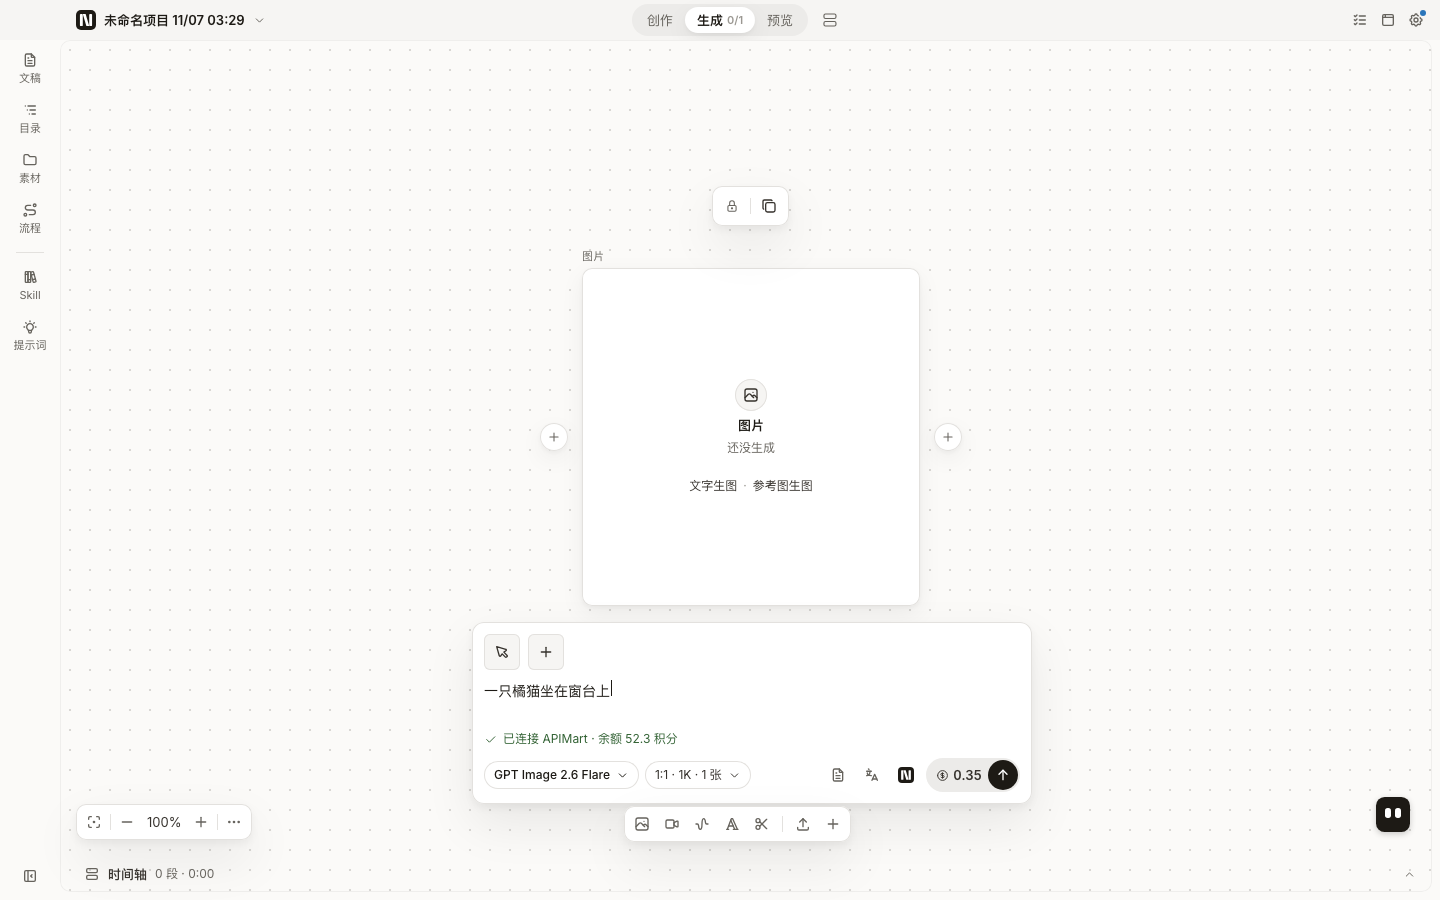 未命名项目 11/07 03:29
创作
生成 0/1
预览
文稿
目录
素材
流程
Skill
提示词
图片
图片
还没生成
文字生图 · 参考图生图
一只橘猫坐在窗台上
已连接 APIMart · 余额 52.3 积分
GPT Image 2.6 Flare
1:1 · 1K · 1 张
0.35
100%
时间轴 0 段 · 0:00